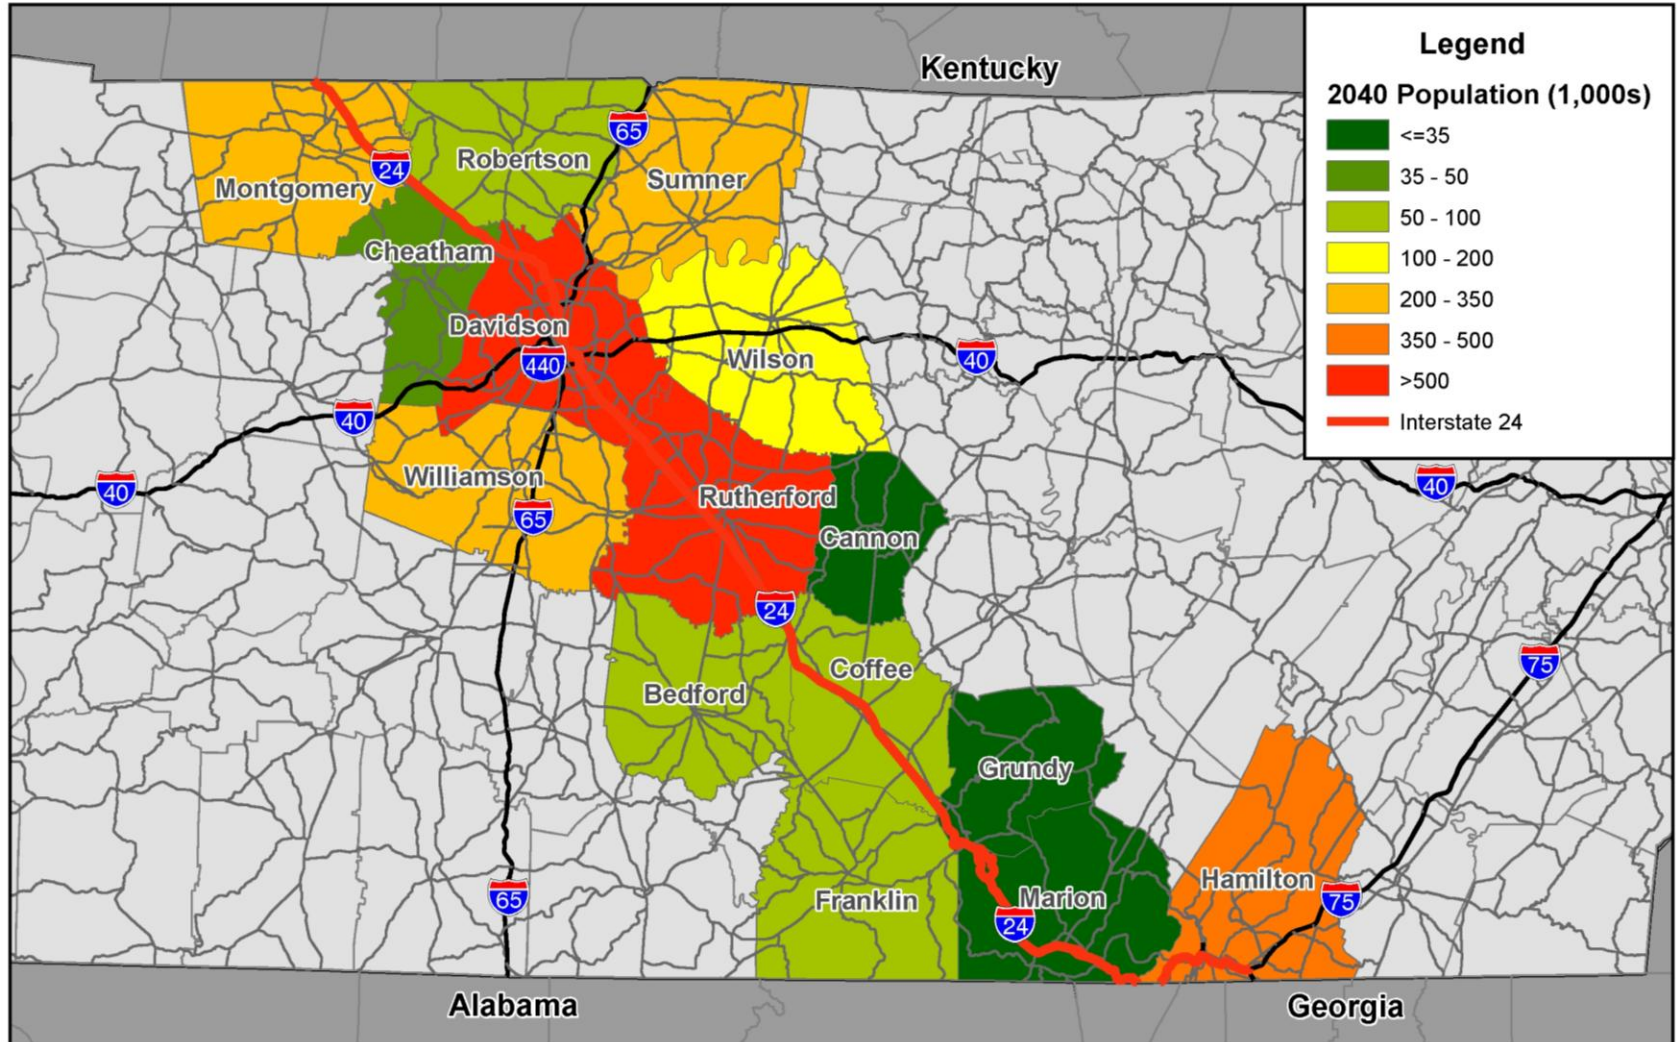 Kentucky
Legend
2040 Population (1,000s)
<=35
35 - 50
50 - 100
100 - 200
200 - 350
350 - 500
>500
Interstate 24
65
24
Robertson
Sumner
Montgomery
Cheatham
Davidson
440
Wilson
40
40
Williamson
40
65
Rutherford
40
Cannon
24
Coffee
75
Bedford
Grundy
Hamilton
65
Franklin
Marion
24
75
Alabama
Georgia